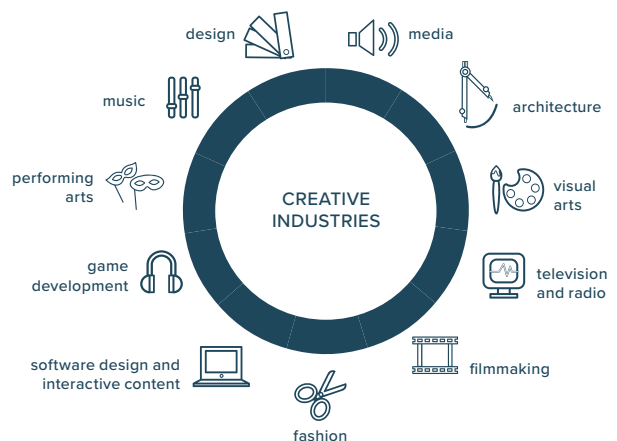 design
media
music
architecture
performing
arts
CREATIVE
INDUSTRIES
visual
arts
game
development
television
and radio
software design and
interactive content
filmmaking
fashion